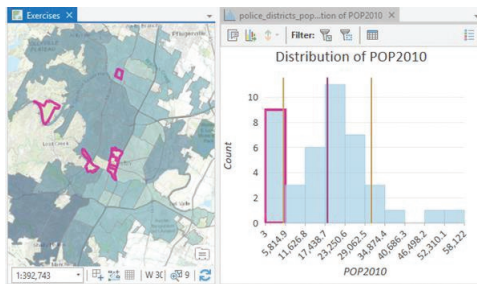 Exercises
police_districts_pop...tion of POP2010
Filter:
Distribution of POP2010
Count
10
8
6
4
2
0
3
5,814.9
11,626.8
17,438.7
23,250.6
29,062.5
34,874.4
40,686.3
46,498.2
52,310.1
58,122
POP2010
1:392,743
W 30
9